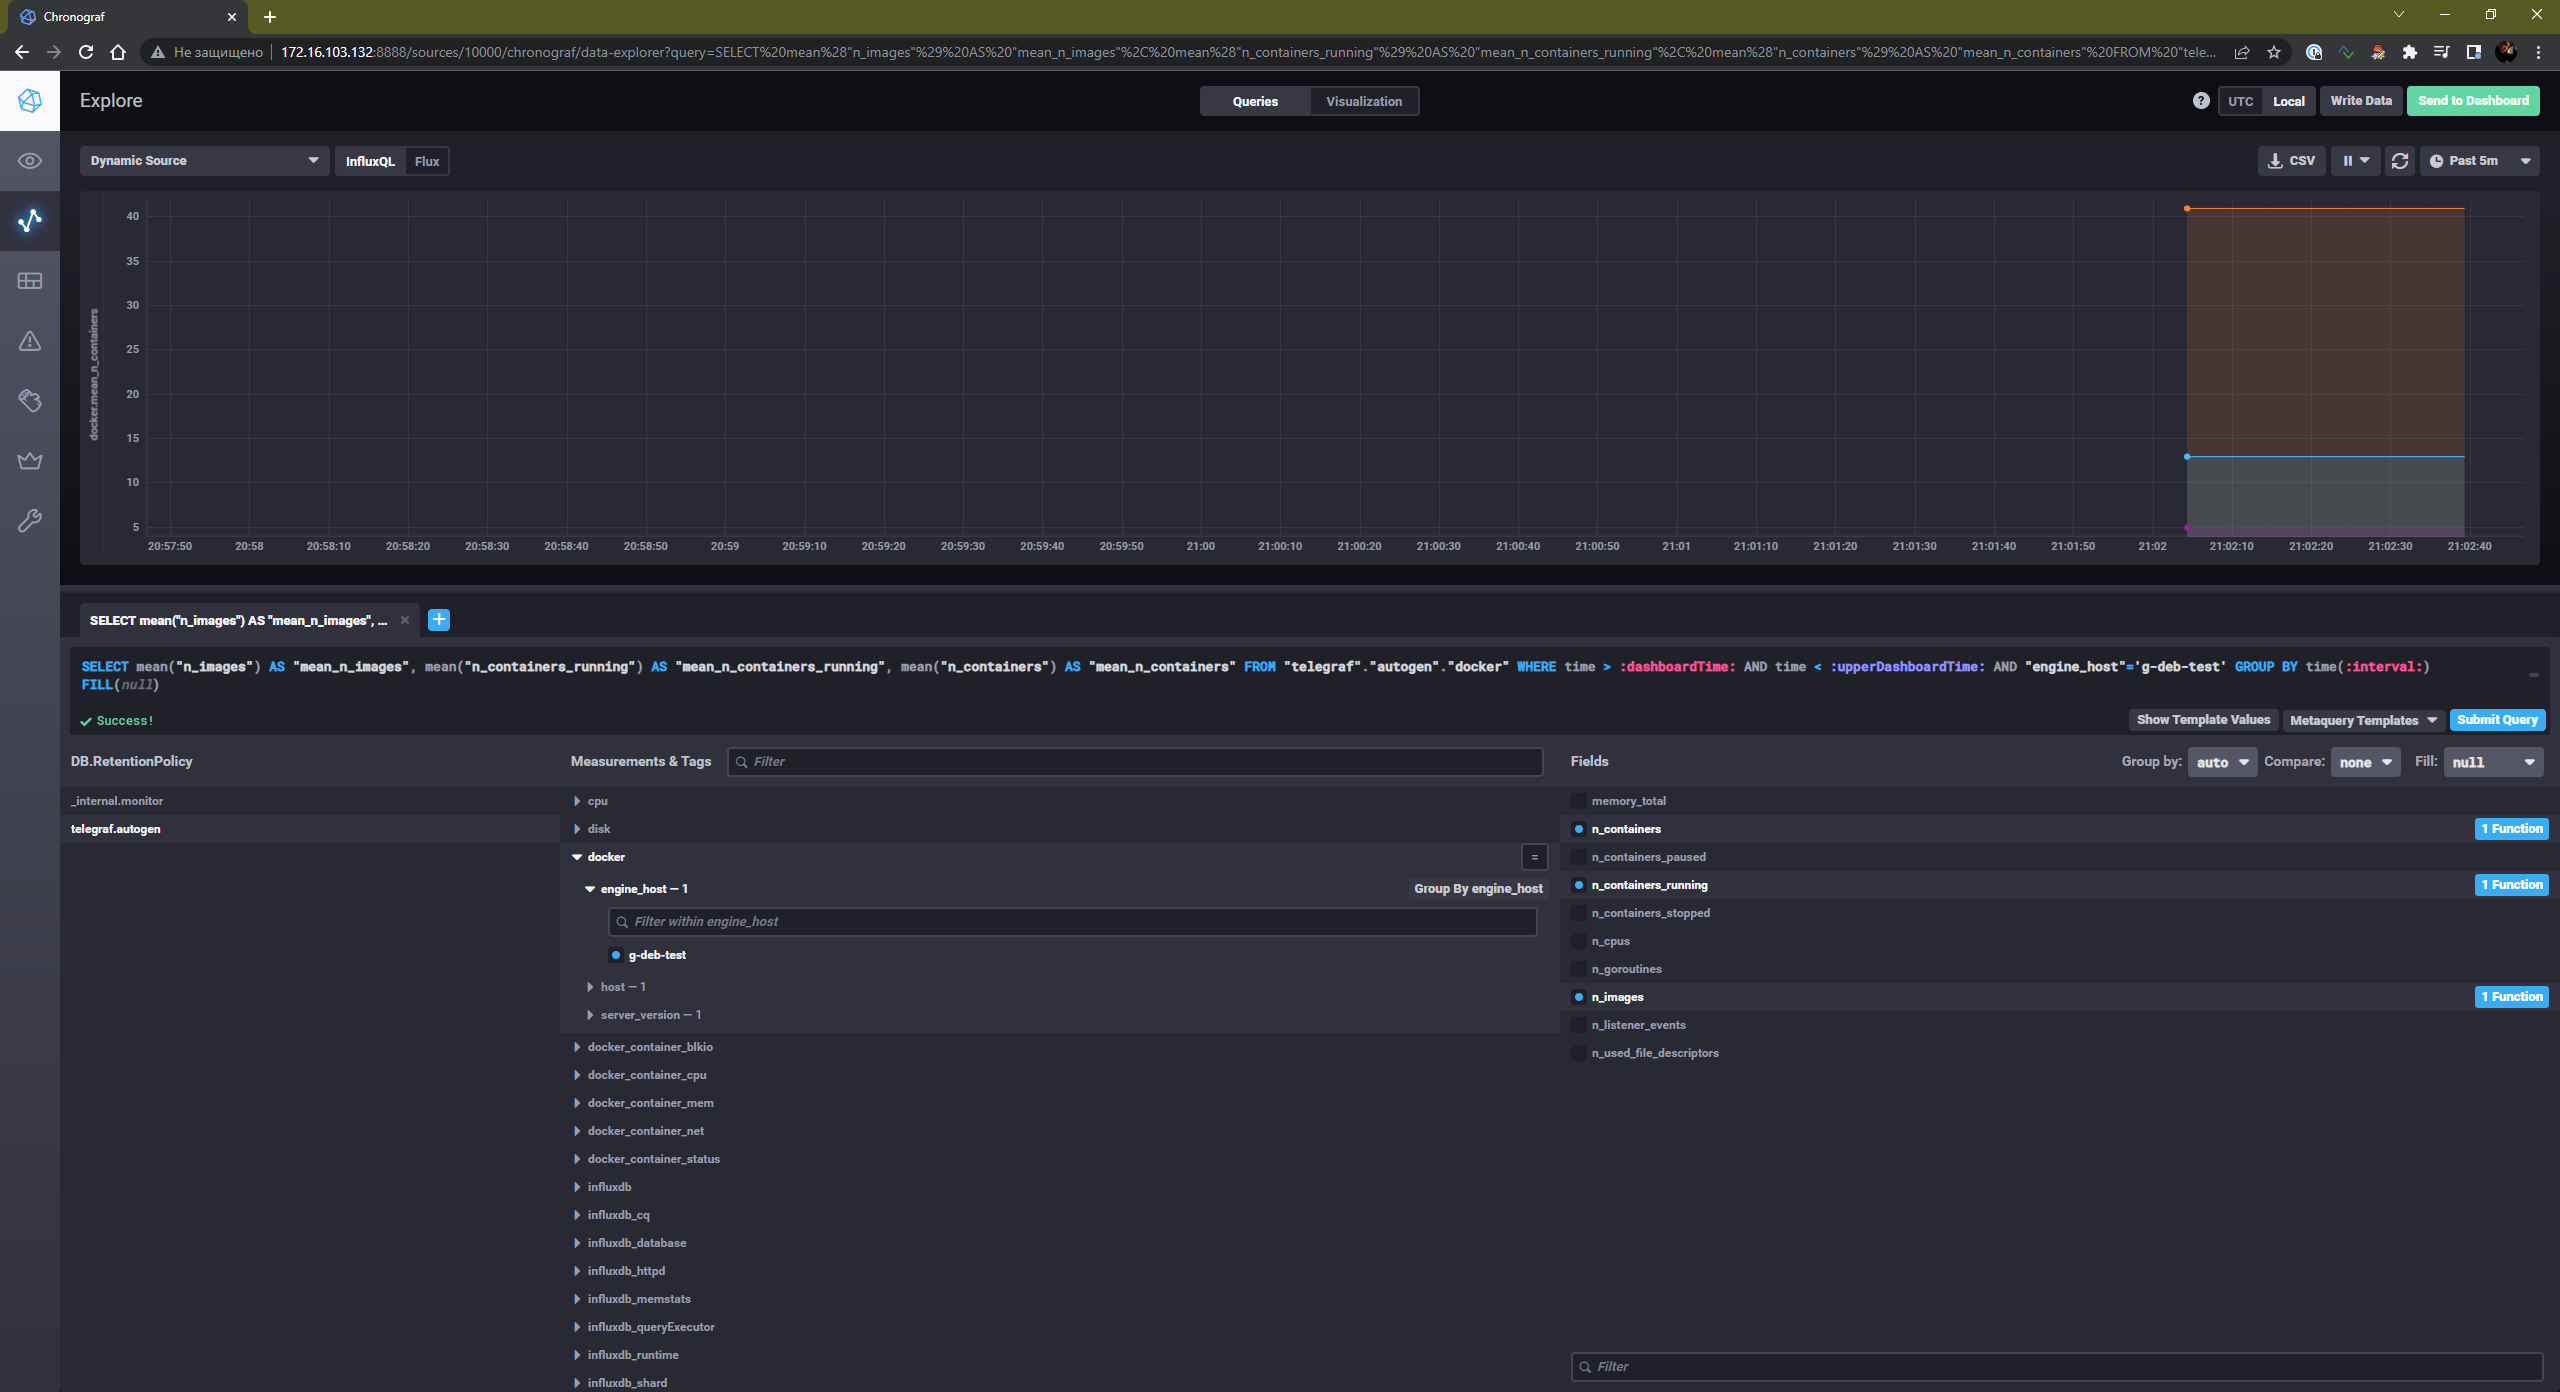 Chronograf
Не защищено
172.16.103.132:8888/sources/10000/chronograf/data-explorer?query=SELECT%20mean%28"n_images"%29%20AS%20"mean_n_images"%2C%20mean%28"n_containers_running"%29%20AS%20"mean_n_containers_running"%2C%20mean%28"n_containers"%29%20AS%20"mean_n_containers"%20FROM%20"tele...
Explore
Queries
Visualization
UTC
Local
Write Data
Send to Dashboard
Dynamic Source
InfluxQL
Flux
CSV
Past 5m
docker.mean_n_containers
40
35
30
25
20
15
10
5
20:57:50 20:58 20:58:10 20:58:20 20:58:30 20:58:40 20:58:50 20:59 20:59:10 20:59:20 20:59:30 20:59:40 20:59:50 21:00 21:00:10 21:00:20 21:00:30 21:00:40 21:00:50 21:01 21:01:10 21:01:20 21:01:30 21:01:40 21:01:50 21:02 21:02:10 21:02:20 21:02:30 21:02:40
SELECT mean("n_images") AS "mean_n_images", ...
SELECT mean("n_images") AS "mean_n_images", mean("n_containers_running") AS "mean_n_containers_running", mean("n_containers") AS "mean_n_containers" FROM "telegraf"."autogen"."docker" WHERE time > :dashboardTime: AND time < :upperDashboardTime: AND "engine_host"='g-deb-test' GROUP BY time(:interval:)
FILL(null)
Success!
Show Template Values
Metaquery Templates
Submit Query
DB.RetentionPolicy
_internal.monitor
telegraf.autogen
Measurements & Tags
Filter
cpu
disk
docker
=
engine_host — 1
Group By engine_host
Filter within engine_host
g-deb-test
host — 1
server_version — 1
docker_container_blkio
docker_container_cpu
docker_container_mem
docker_container_net
docker_container_status
influxdb
influxdb_cq
influxdb_database
influxdb_httpd
influxdb_memstats
influxdb_queryExecutor
influxdb_runtime
influxdb_shard
Fields
Group by:
auto
Compare:
none
Fill:
null
memory_total
n_containers
1 Function
n_containers_paused
n_containers_running
1 Function
n_containers_stopped
n_cpus
n_goroutines
n_images
1 Function
n_listener_events
n_used_file_descriptors
Filter